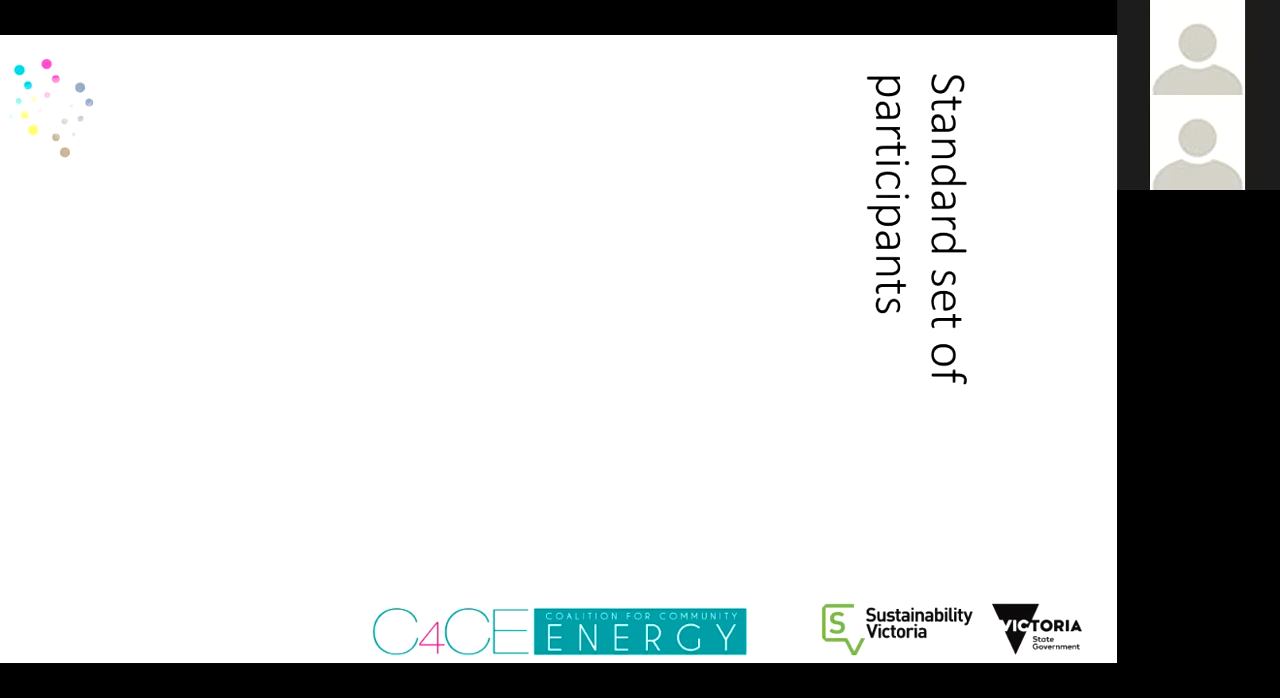 Standard set of
participants
C4CE
COALITION FOR COMMUNITY
ENERGY
S
Sustainability
Victoria
VICTORIA
State
Government